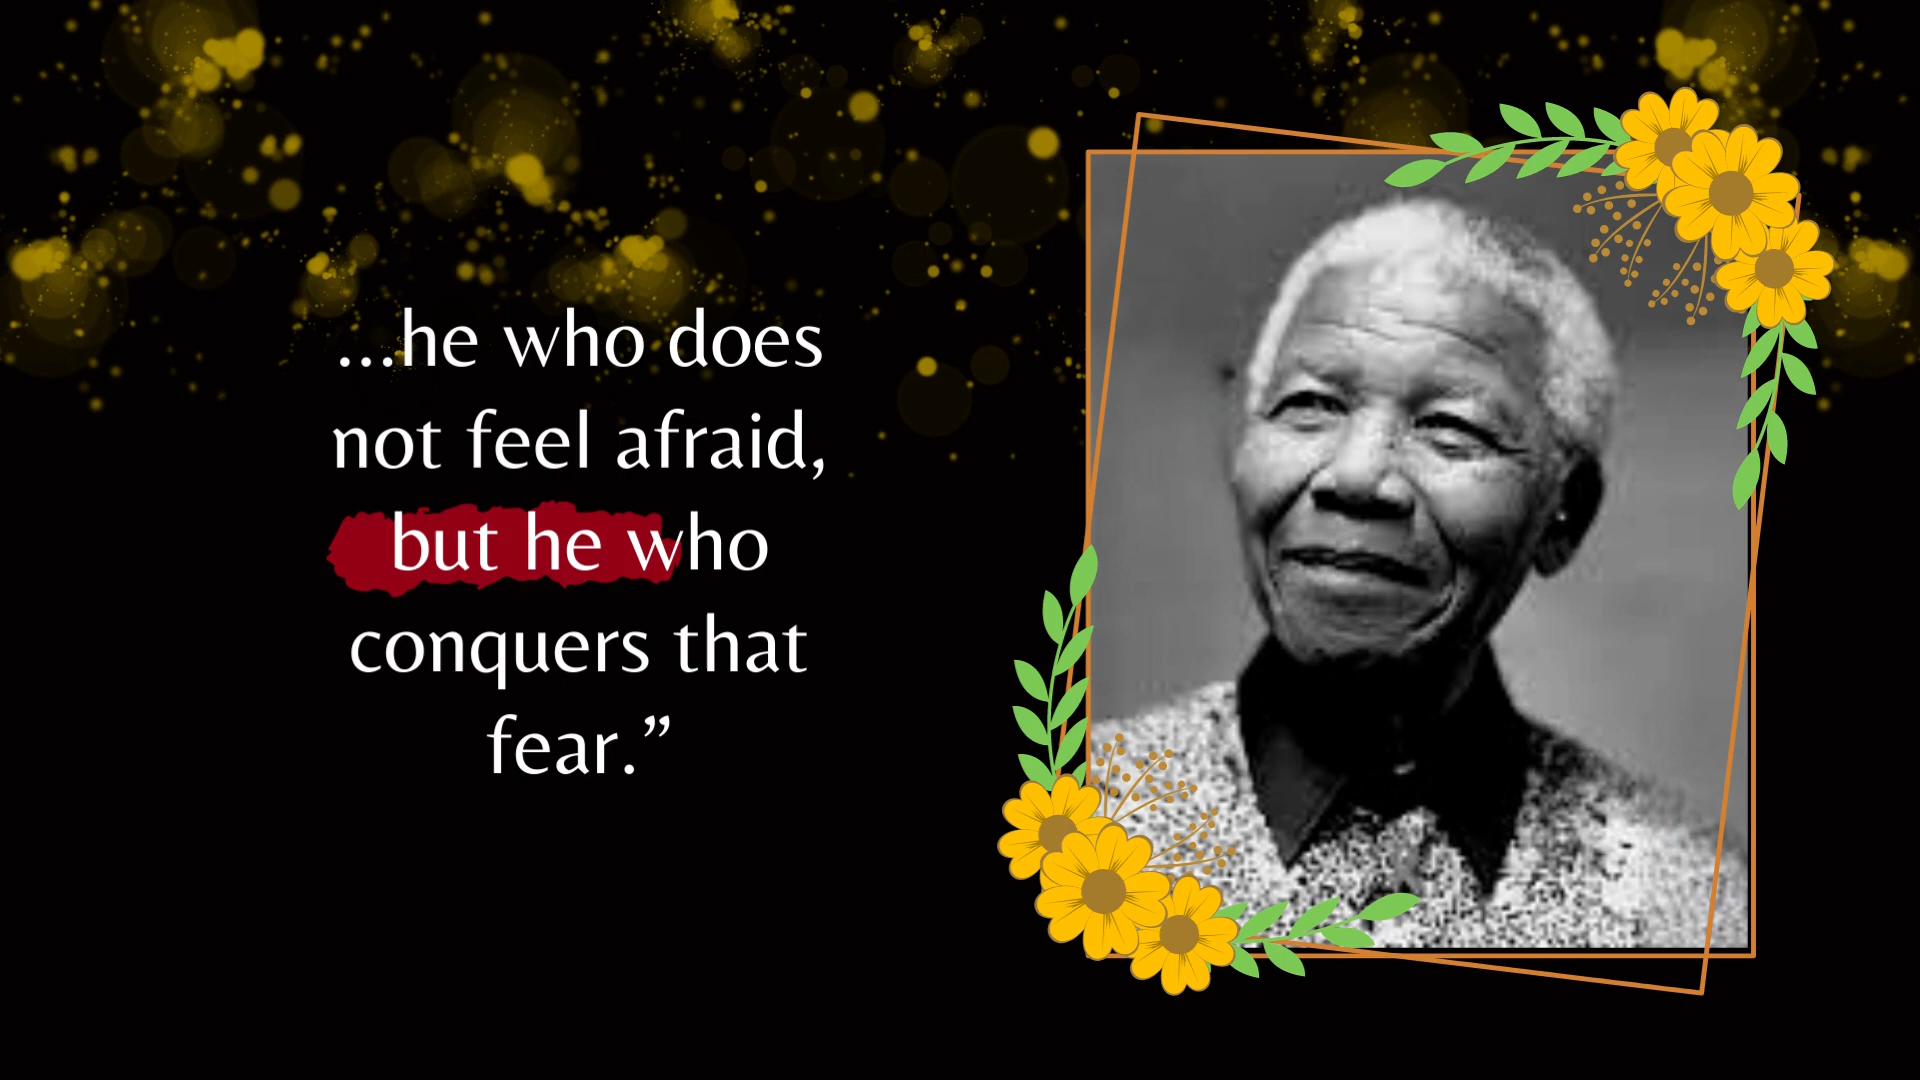 ...he who does
not feel afraid,
but he who
conquers that
fear.”